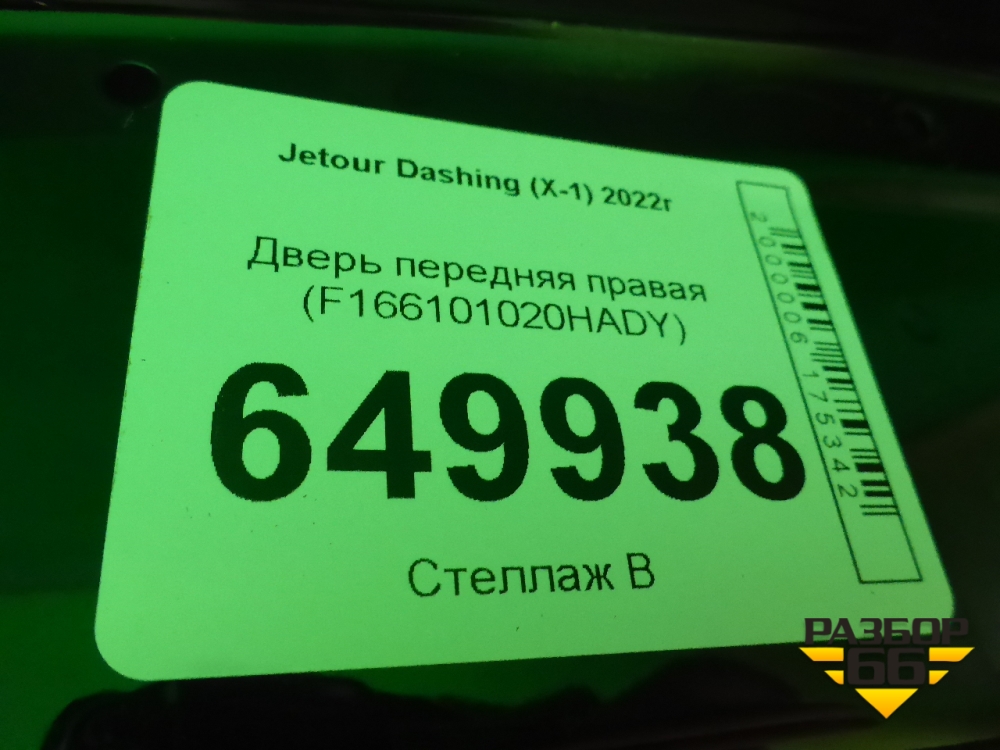 Jetour Dashing (X-1) 2022г
Дверь передняя правая
(F166101020HADY)
649938
Стеллаж В
2000006175342
РАЗБОР
66